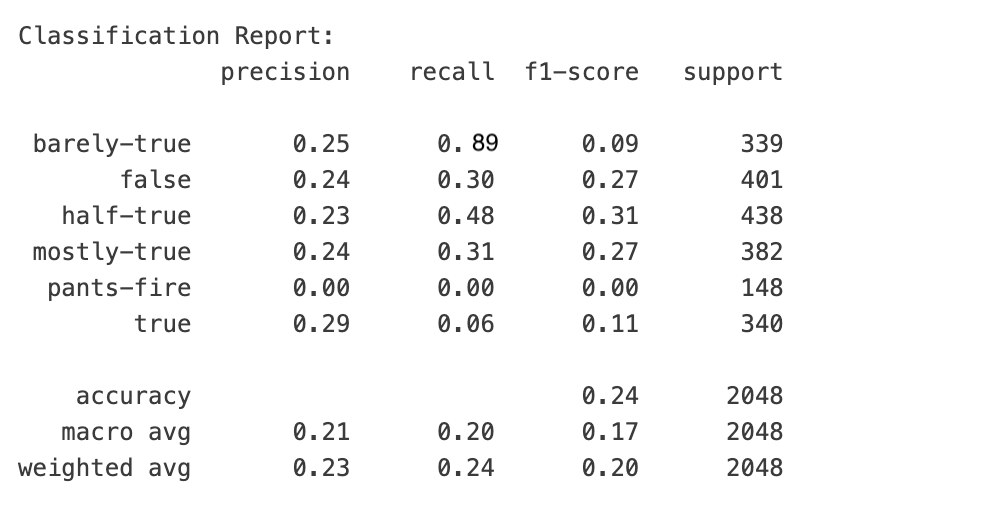 Classification Report:
precision recall f1-score support
barely-true 0.25 0. 89 0.09 339
false 0.24 0.30 0.27 401
half-true 0.23 0.48 0.31 438
mostly-true 0.24 0.31 0.27 382
pants-fire 0.00 0.00 0.00 148
true 0.29 0.06 0.11 340
accuracy 0.24 2048
macro avg 0.21 0.20 0.17 2048
weighted avg 0.23 0.24 0.20 2048